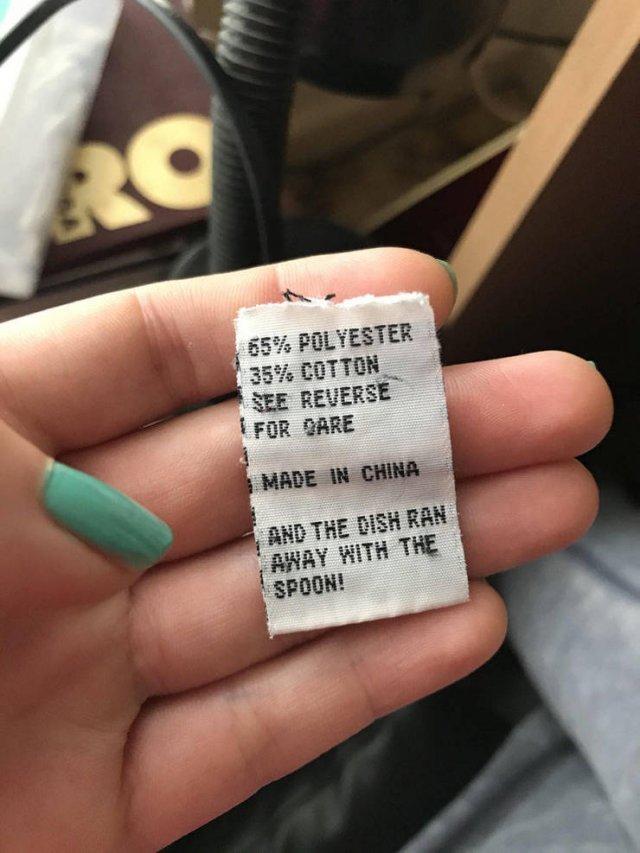 RO
65% POLYESTER
35% COTTON
SEE REVERSE
FOR CARE
MADE IN CHINA
AND THE DISH RAN
AWAY WITH THE
SPOON!